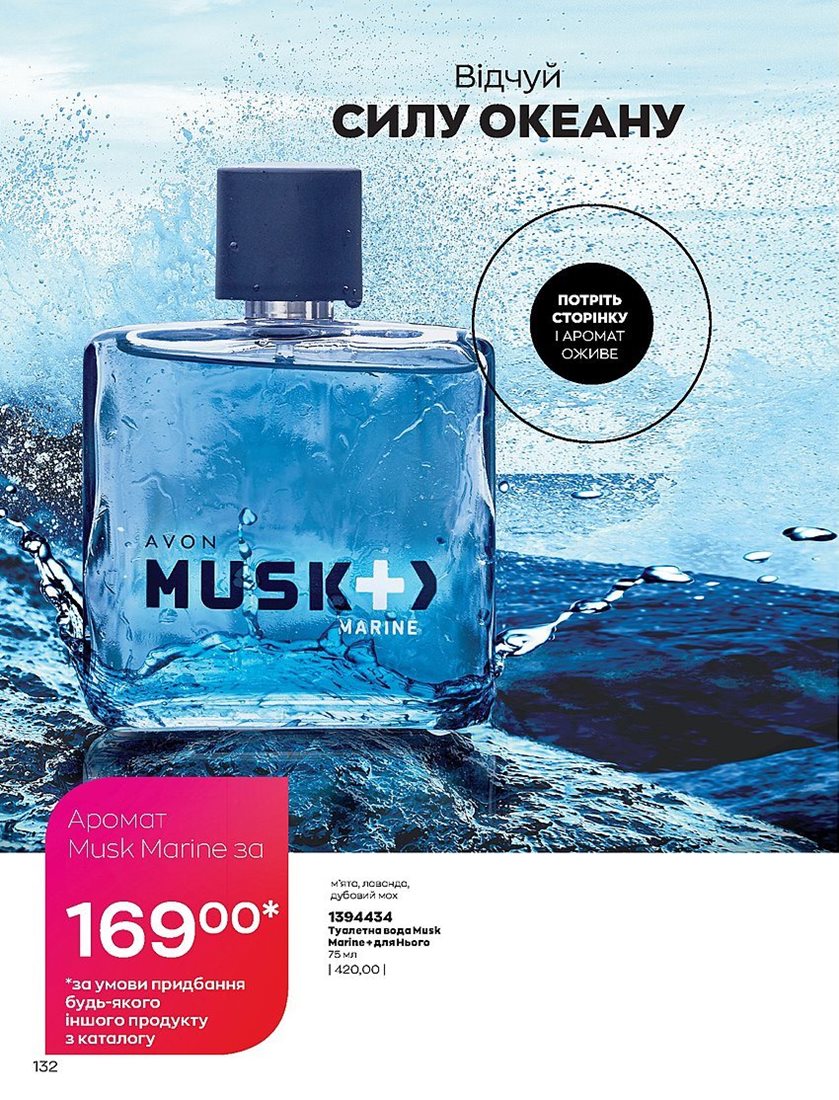 Відчуй
СИЛУ ОКЕАНУ
ПОТРІТЬ
СТОРІНКУ
І АРОМАТ
ОЖИВЕ
AVON
MUSK+>
MARINE
Аромат
Musk Marine за
169⁰⁰*
*за умови придбання
будь-якого
іншого продукту
з каталогу
м'ята, лаванда,
дубовий мох
1394434
Туалетна вода Musk
Marine + для Нього
75 мл
| 420,00 |
132